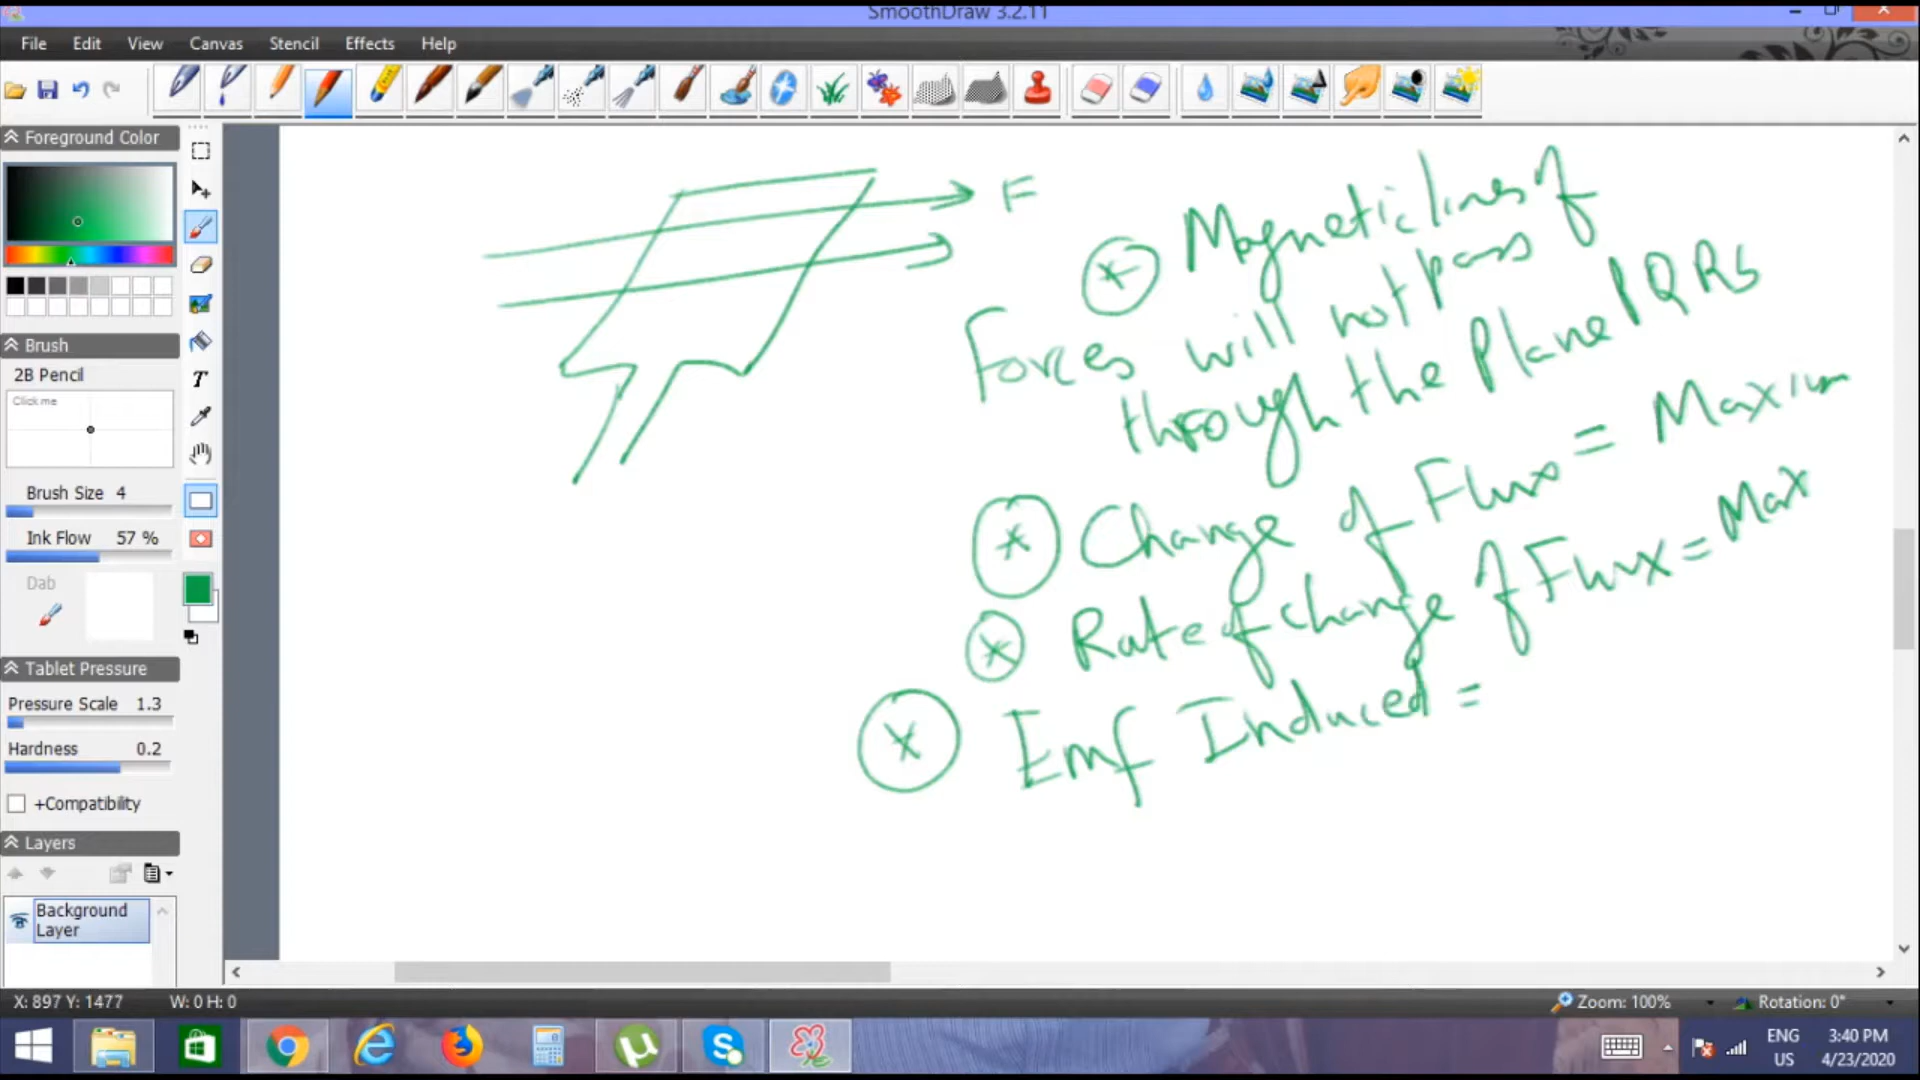 SmoothDraw 3.2.11
File Edit View Canvas Stencil Effects Help
Foreground Color
Brush
2B Pencil
Click me
Brush Size 4
Ink Flow 57 %
Dab
Tablet Pressure
Pressure Scale 1.3
Hardness 0.2
+Compatibility
Layers
Background
Layer
F
Magnetic lines of
Forces will not pass
through the Plane PQRS
Change of Flux = Maximum
Rate of change of Flux = Max
Emf Induced =
X: 897 Y: 1477 W: 0 H: 0 Zoom: 100% Rotation: 0°
ENG 3:40 PM
US 4/23/2020